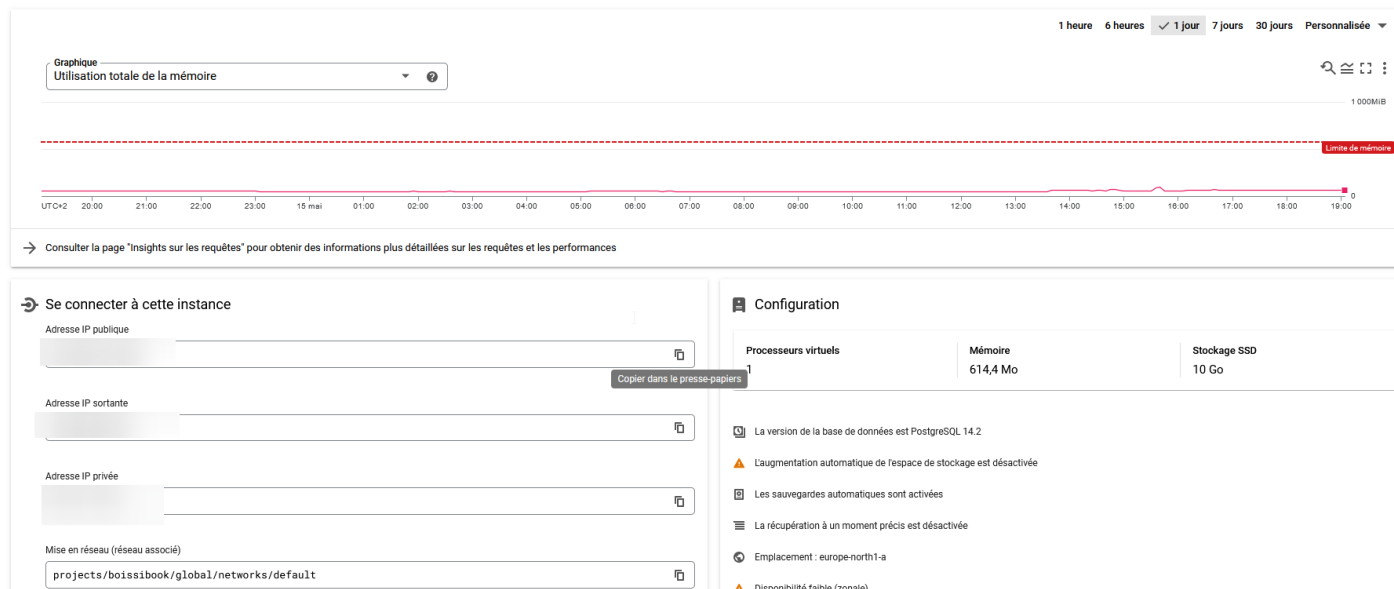 1 heure 6 heures 1 jour 7 jours 30 jours Personnalisée
Graphique
Utilisation totale de la mémoire
1 000MiB
Limite de mémoire
0
UTC+2 20:00 21:00 22:00 23:00 15 mai 01:00 02:00 03:00 04:00 05:00 06:00 07:00 08:00 09:00 10:00 11:00 12:00 13:00 14:00 15:00 16:00 17:00 18:00 19:00
Consulter la page "Insights sur les requêtes" pour obtenir des informations plus détaillées sur les requêtes et les performances
Se connecter à cette instance
Adresse IP publique
Copier dans le presse-papiers
Adresse IP sortante
Adresse IP privée
Mise en réseau (réseau associé)
projects/boissibook/global/networks/default
Configuration
Processeurs virtuels Mémoire Stockage SSD
1 614,4 Mo 10 Go
La version de la base de données est PostgreSQL 14.2
L'augmentation automatique de l'espace de stockage est désactivée
Les sauvegardes automatiques sont activées
La récupération à un moment précis est désactivée
Emplacement : europe-north1-a
Disponibilité faible (zonale)